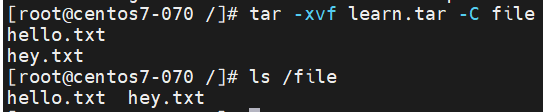 [root@centos7-070 /]# tar -xvf learn.tar -C file
hello.txt
hey.txt
[root@centos7-070 /]# ls /file
hello.txt  hey.txt